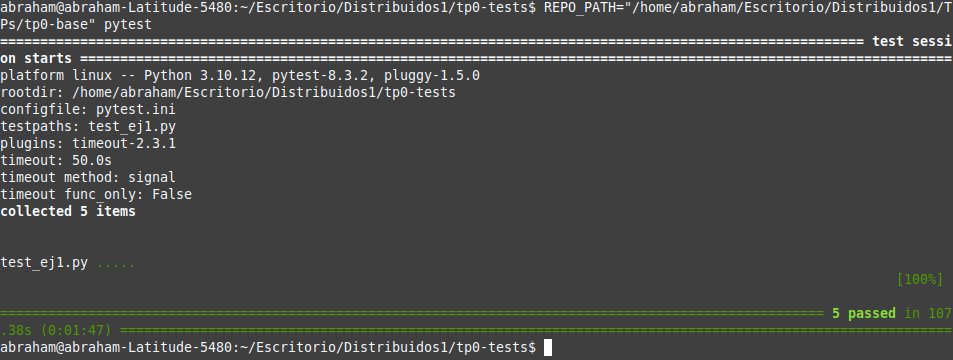 abraham@abraham-Latitude-5480:~/Escritorio/Distribuidos1/tp0-tests$ REPO_PATH="/home/abraham/Escritorio/Distribuidos1/T
Ps/tp0-base" pytest
============================================================================================================ test sessi
on starts =============================================================================================================
platform linux -- Python 3.10.12, pytest-8.3.2, pluggy-1.5.0
rootdir: /home/abraham/Escritorio/Distribuidos1/tp0-tests
configfile: pytest.ini
testpaths: test_ej1.py
plugins: timeout-2.3.1
timeout: 50.0s
timeout method: signal
timeout func_only: False
collected 5 items
test_ej1.py .....
[100%]
======================================================================================================= 5 passed in 107
.38s (0:01:47) ========================================================================================================
abraham@abraham-Latitude-5480:~/Escritorio/Distribuidos1/tp0-tests$